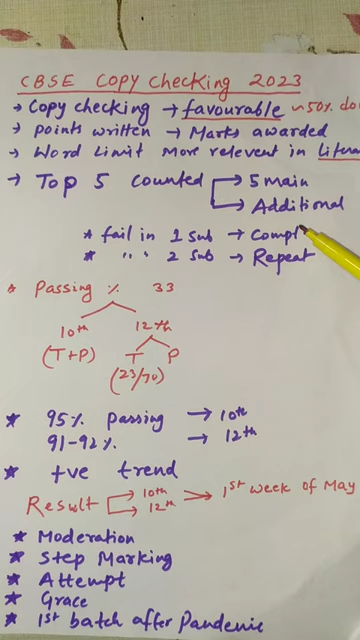 CBSE Copy Checking 2023
→ Copy checking → favourable ~50% do
→ points written → Marks awarded
→ Word Limit More relevent in Litera
→ Top 5 counted → 5 main
→ Additional
* fail in 1 Sub → Compl
* " " 2 Sub → Repeat
* Passing % 33
10th 12th
(T+P) T P
(23/70)
* 95% passing → 10th
91-92% → 12th
* +ve trend
Result → 10th → 12th 1st week of May
* Moderation
* Step Marking
* Attempt
* Grace
* 1st batch after Pandemic